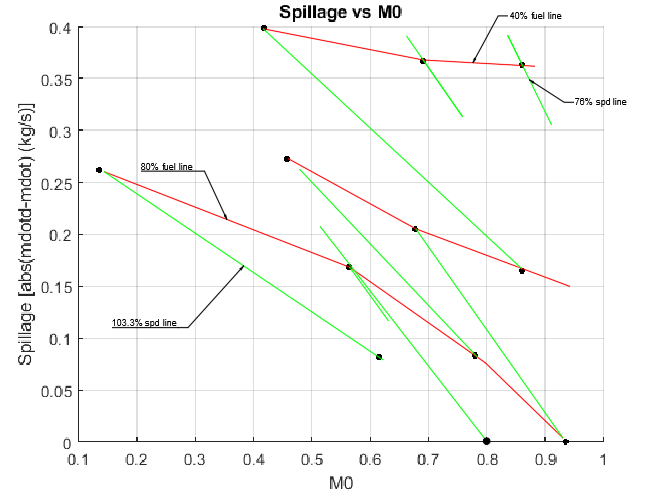 Spillage vs M0
40% fuel line
76% spd line
80% fuel line
103.3% spd line
Spillage [abs(mdotd-mdot) (kg/s)]
0.4
0.35
0.3
0.25
0.2
0.15
0.1
0.05
0
0.1 0.2 0.3 0.4 0.5 0.6 0.7 0.8 0.9 1
M0